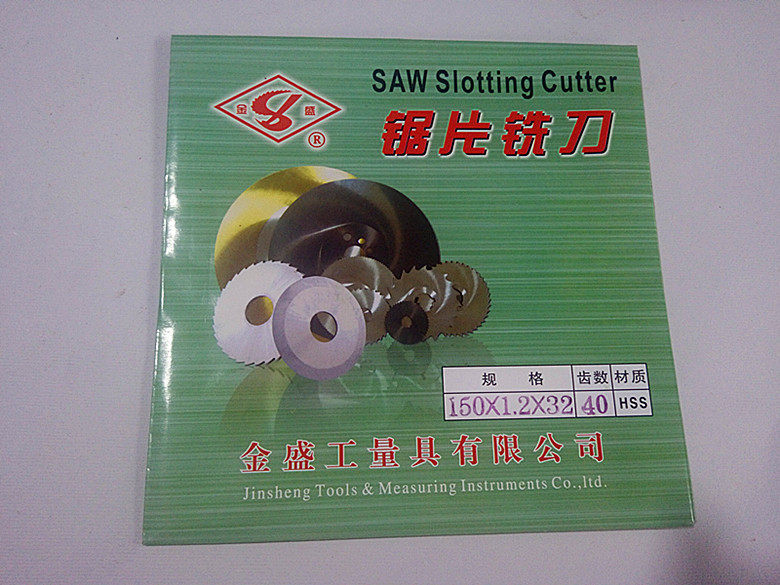 SAW Slotting Cutter
金 盛
®
锯片铣刀
规 格 齿数 材质
150X1.2X32 40 HSS
金盛工量具有限公司
Jinsheng Tools & Measuring Instruments Co.,ltd.